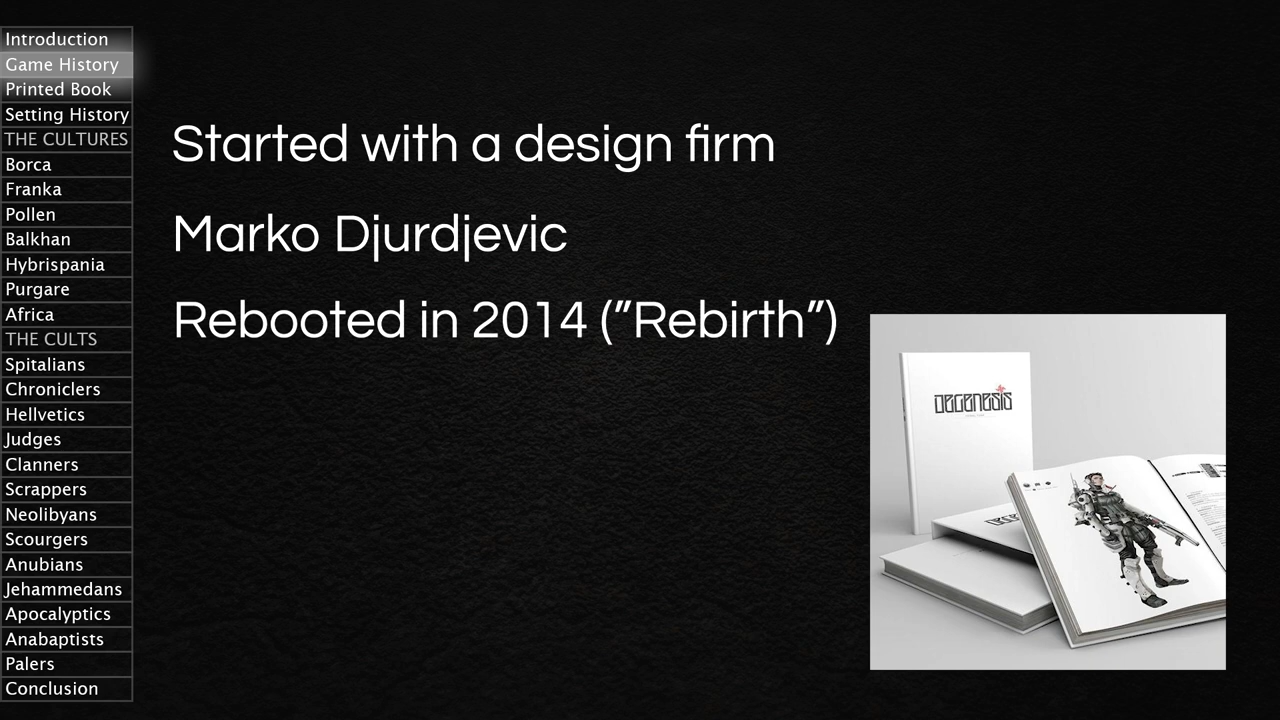 Introduction
Game History
Printed Book
Setting History
THE CULTURES
Borca
Franka
Pollen
Balkhan
Hybrispania
Purgare
Africa
THE CULTS
Spitalians
Chroniclers
Hellvetics
Judges
Clanners
Scrappers
Neolibyans
Scourgers
Anubians
Jehammedans
Apocalyptics
Anabaptists
Palers
Conclusion
Started with a design firm
Marko Djurdjevic
Rebooted in 2014 ("Rebirth")
DEGENESIS